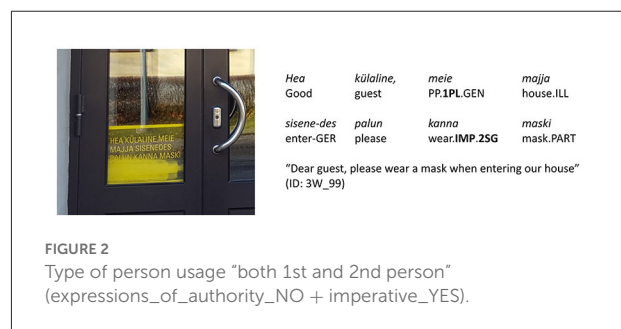 HEA KÜLALINE, MEIE
MAJJA SISENEDES
PALUN KANNA MASKI
Hea külaline, meie majja
Good guest PP.1PL.GEN house.ILL
sisene-des palun kanna maski
enter-GER please wear.IMP.2SG mask.PART
"Dear guest, please wear a mask when entering our house"
(ID: 3W_99)
FIGURE 2
Type of person usage "both 1st and 2nd person"
(expressions_of_authority_NO + imperative_YES).